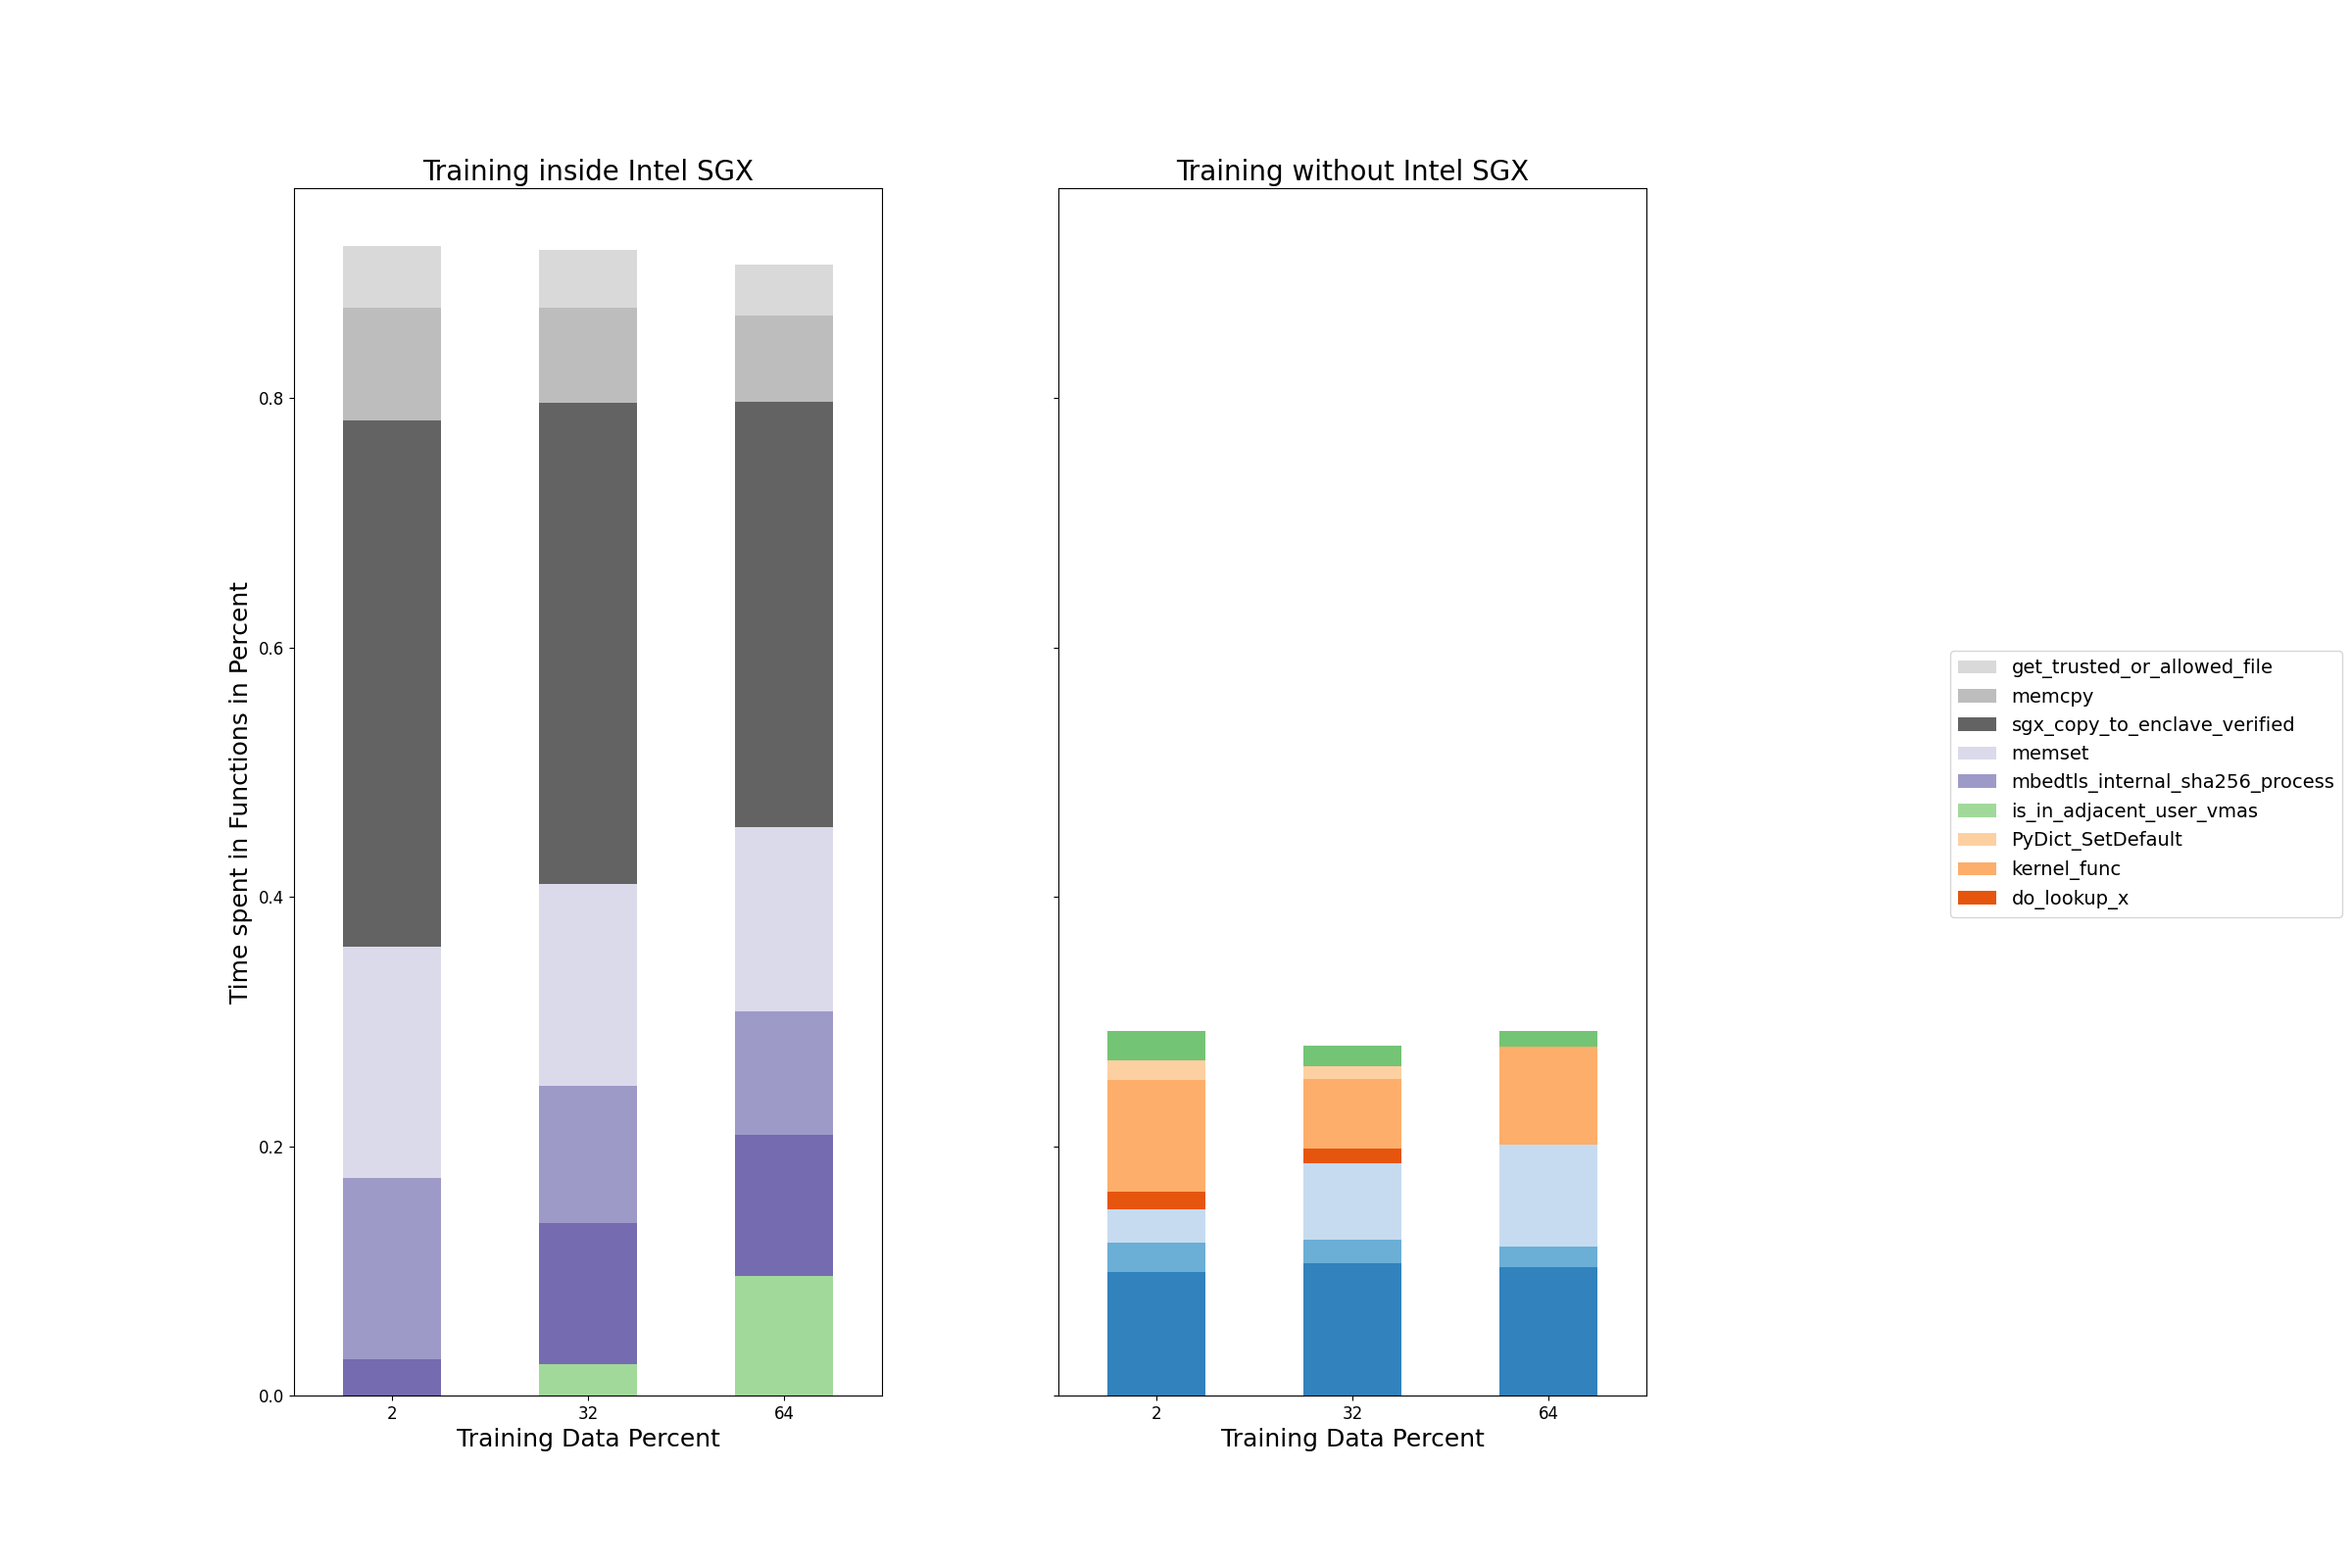 Training inside Intel SGX
Training without Intel SGX
Time spent in Functions in Percent
0.8
0.6
0.4
0.2
0.0
2 32 64
Training Data Percent
2 32 64
Training Data Percent
get_trusted_or_allowed_file
memcpy
sgx_copy_to_enclave_verified
memset
mbedtls_internal_sha256_process
is_in_adjacent_user_vmas
PyDict_SetDefault
kernel_func
do_lookup_x